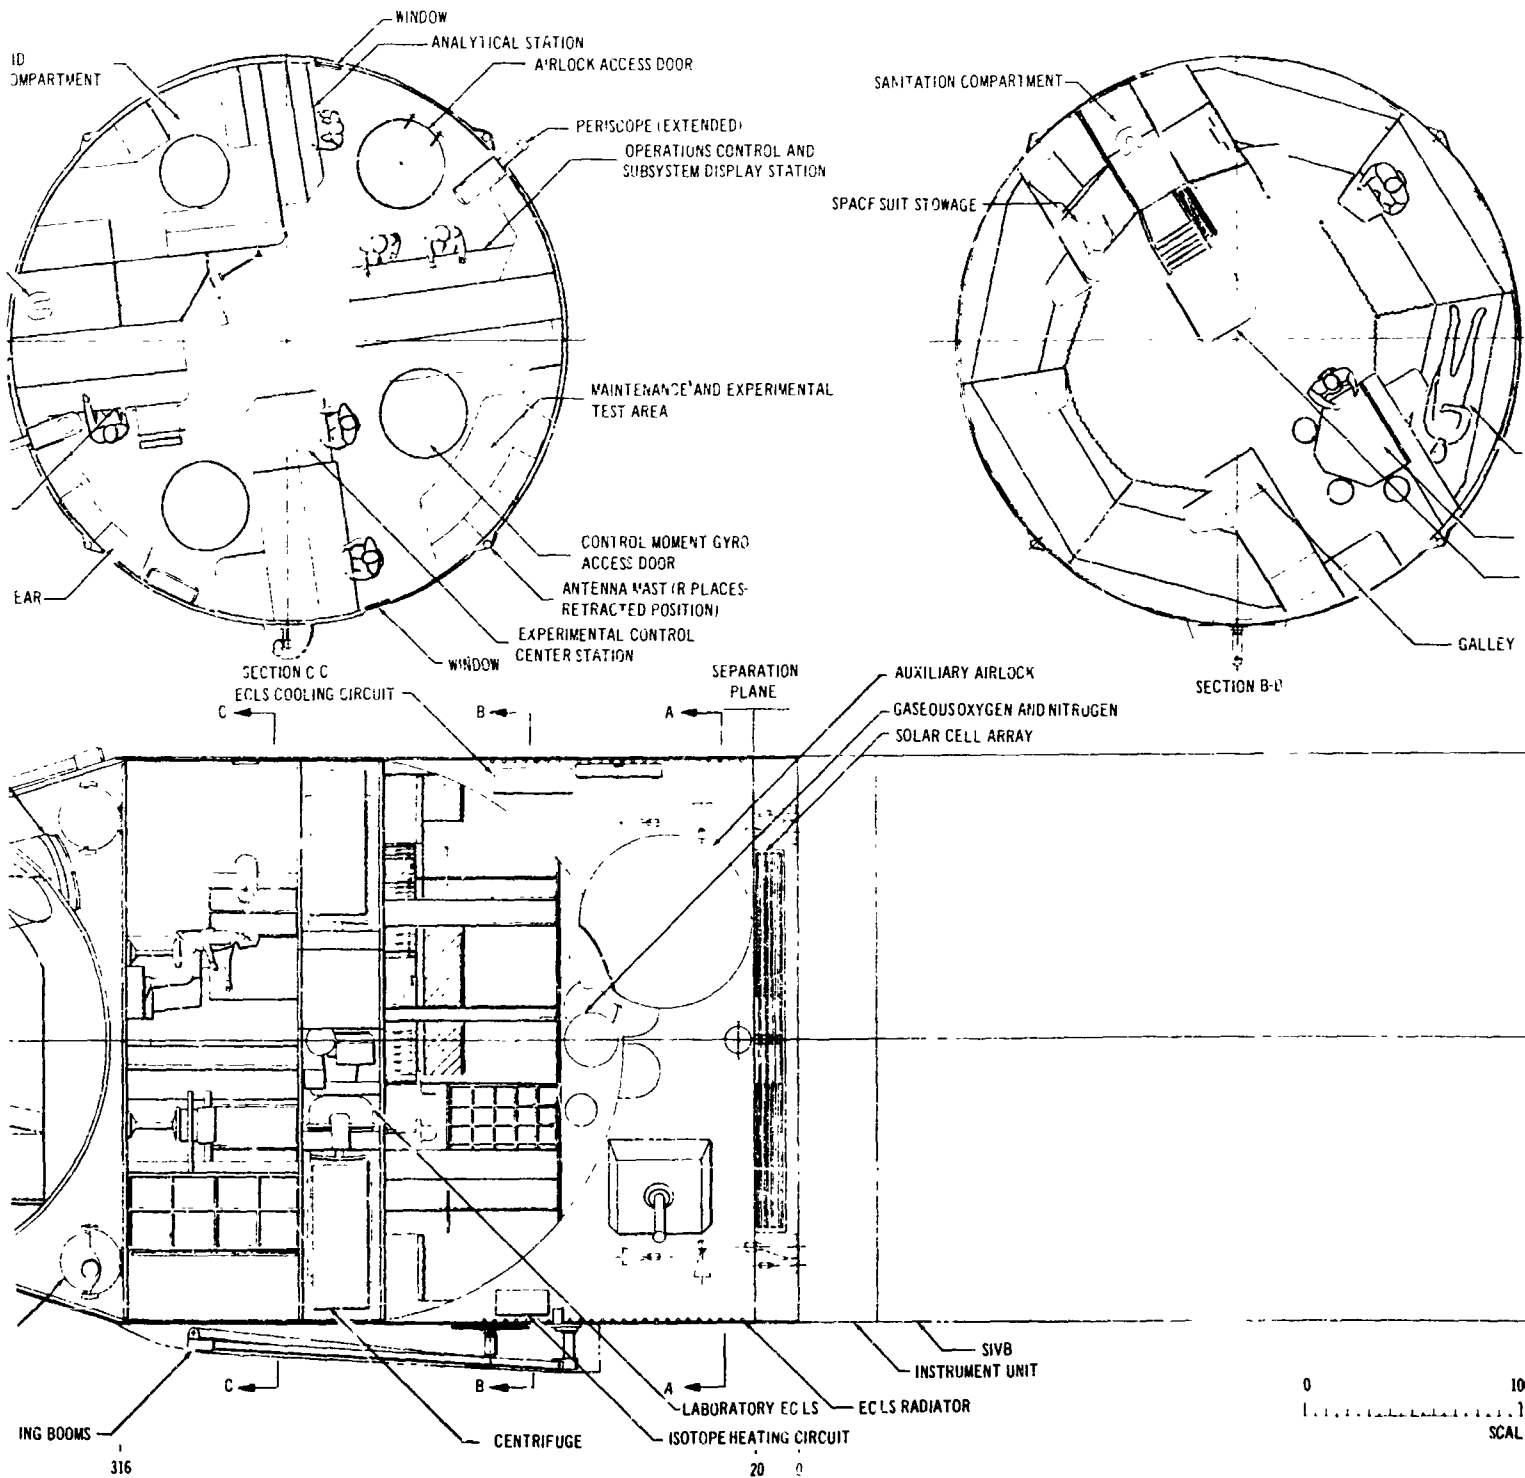 WINDOW
ANALYTICAL STATION
AIRLOCK ACCESS DOOR
ID
OMPARTMENT
PERISCOPE (EXTENDED)
OPERATIONS CONTROL AND
SUBSYSTEM DISPLAY STATION
MAINTENANCE AND EXPERIMENTAL
TEST AREA
CONTROL MOMENT GYRO
ACCESS DOOR
ANTENNA MAST (R PLACES-
RETRACTED POSITION)
EXPERIMENTAL CONTROL
CENTER STATION
WINDOW
EAR
SECTION C C
SANITATION COMPARTMENT
SPACE SUIT STOWAGE
GALLEY
SECTION B-B
ECLS COOLING CIRCUIT
SEPARATION
PLANE
AUXILIARY AIRLOCK
GASEOUS OXYGEN AND NITROGEN
SOLAR CELL ARRAY
C
B
A
C
B
A
SIVB
INSTRUMENT UNIT
LABORATORY ECLS
ECLS RADIATOR
ING BOOMS
CENTRIFUGE
ISOTOPE HEATING CIRCUIT
316
20
0
0
10
SCAL